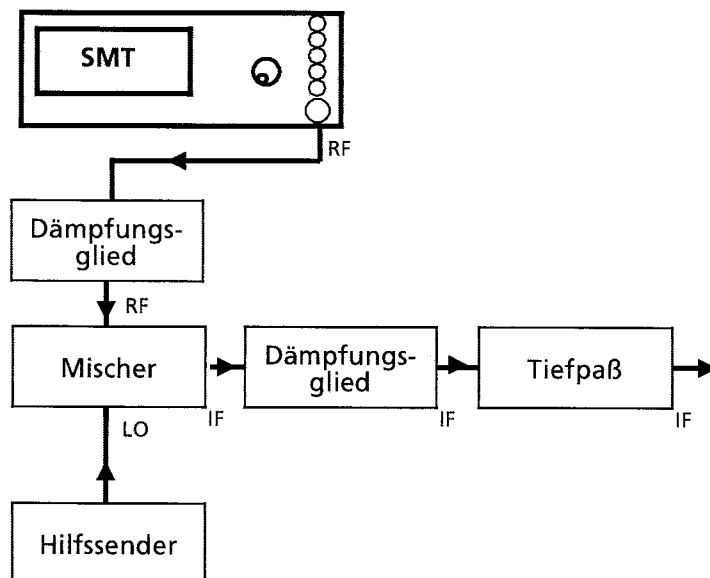 SMT
RF
Dämpfungs-
glied
RF
Mischer
IF
Dämpfungs-
glied
IF
Tiefpaß
IF
LO
Hilfssender